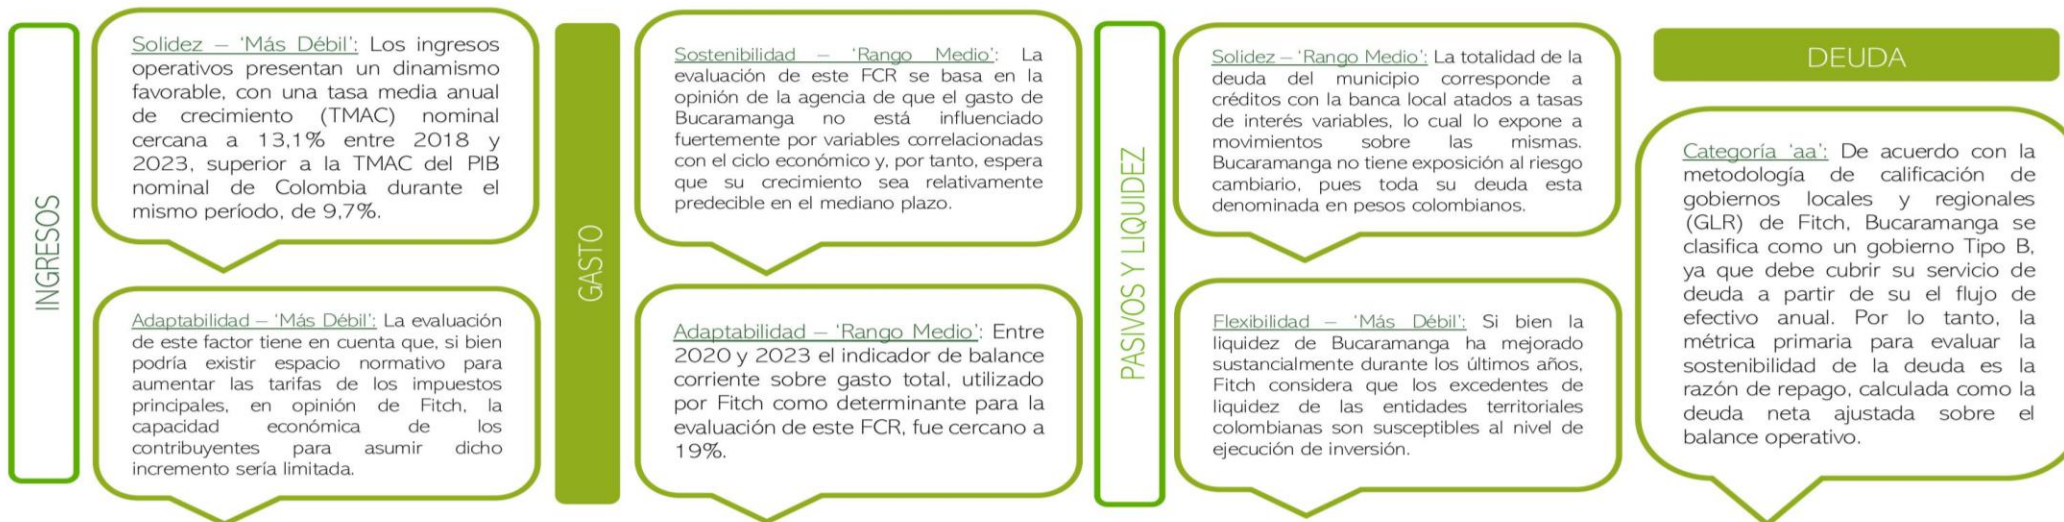 INGRESOS
Solidez – ‘Más Débil’: Los ingresos
operativos presentan un dinamismo
favorable, con una tasa media anual
de crecimiento (TMAC) nominal
cercana a 13,1% entre 2018 y
2023, superior a la TMAC del PIB
nominal de Colombia durante el
mismo período, de 9,7%.
Adaptabilidad – ‘Más Débil’: La evaluación
de este factor tiene en cuenta que, si bien
podría existir espacio normativo para
aumentar las tarifas de los impuestos
principales, en opinión de Fitch, la
capacidad económica de los
contribuyentes para asumir dicho
incremento sería limitada.
GASTO
Sostenibilidad – ‘Rango Medio’: La
evaluación de este FCR se basa en la
opinión de la agencia de que el gasto de
Bucaramanga no está influenciado
fuertemente por variables correlacionadas
con el ciclo económico y, por tanto, espera
que su crecimiento sea relativamente
predecible en el mediano plazo.
Adaptabilidad – ‘Rango Medio’: Entre
2020 y 2023 el indicador de balance
corriente sobre gasto total, utilizado
por Fitch como determinante para la
evaluación de este FCR, fue cercano a
19%.
PASIVOS Y LIQUIDEZ
Solidez – ‘Rango Medio’: La totalidad de la
deuda del municipio corresponde a
créditos con la banca local atados a tasas
de interés variables, lo cual lo expone a
movimientos sobre las mismas.
Bucaramanga no tiene exposición al riesgo
cambiario, pues toda su deuda esta
denominada en pesos colombianos.
Flexibilidad – ‘Más Débil’: Si bien la
liquidez de Bucaramanga ha mejorado
sustancialmente durante los últimos años,
Fitch considera que los excedentes de
liquidez de las entidades territoriales
colombianas son susceptibles al nivel de
ejecución de inversión.
DEUDA
Categoría ‘aa’: De acuerdo con la
metodología de calificación de
gobiernos locales y regionales
(GLR) de Fitch, Bucaramanga se
clasifica como un gobierno Tipo B,
ya que debe cubrir su servicio de
deuda a partir de su el flujo de
efectivo anual. Por lo tanto, la
métrica primaria para evaluar la
sostenibilidad de la deuda es la
razón de repago, calculada como la
deuda neta ajustada sobre el
balance operativo.